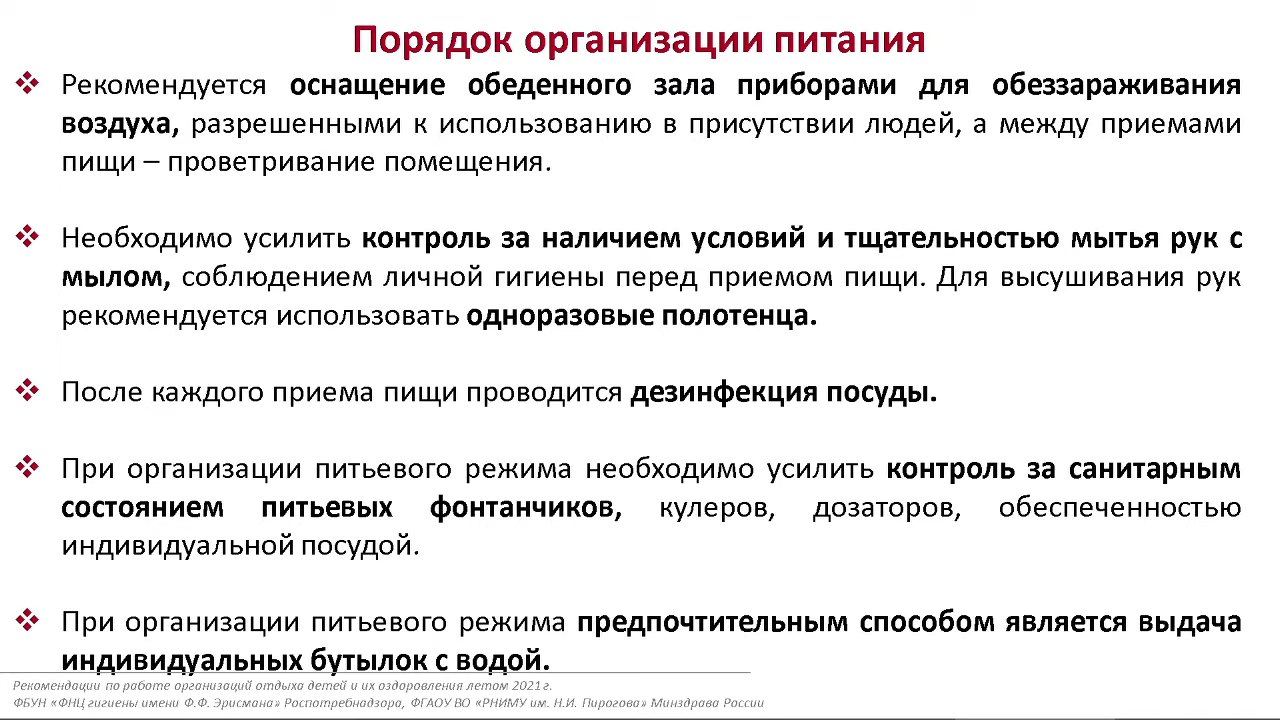 Порядок организации питания
❖ Рекомендуется оснащение обеденного зала приборами для обеззараживания
воздуха, разрешенными к использованию в присутствии людей, а между приемами
пищи – проветривание помещения.
❖ Необходимо усилить контроль за наличием условий и тщательностью мытья рук с
мылом, соблюдением личной гигиены перед приемом пищи. Для высушивания рук
рекомендуется использовать одноразовые полотенца.
❖ После каждого приема пищи проводится дезинфекция посуды.
❖ При организации питьевого режима необходимо усилить контроль за санитарным
состоянием питьевых фонтанчиков, кулеров, дозаторов, обеспеченностью
индивидуальной посудой.
❖ При организации питьевого режима предпочтительным способом является выдача
индивидуальных бутылок с водой.
Рекомендации по работе организаций отдыха детей и их оздоровления летом 2021 г.
ФБУН «ФНЦ гигиены имени Ф.Ф. Эрисмана» Роспотребнадзора, ФГАОУ ВО «РНИМУ им. Н.И. Пирогова» Минздрава России